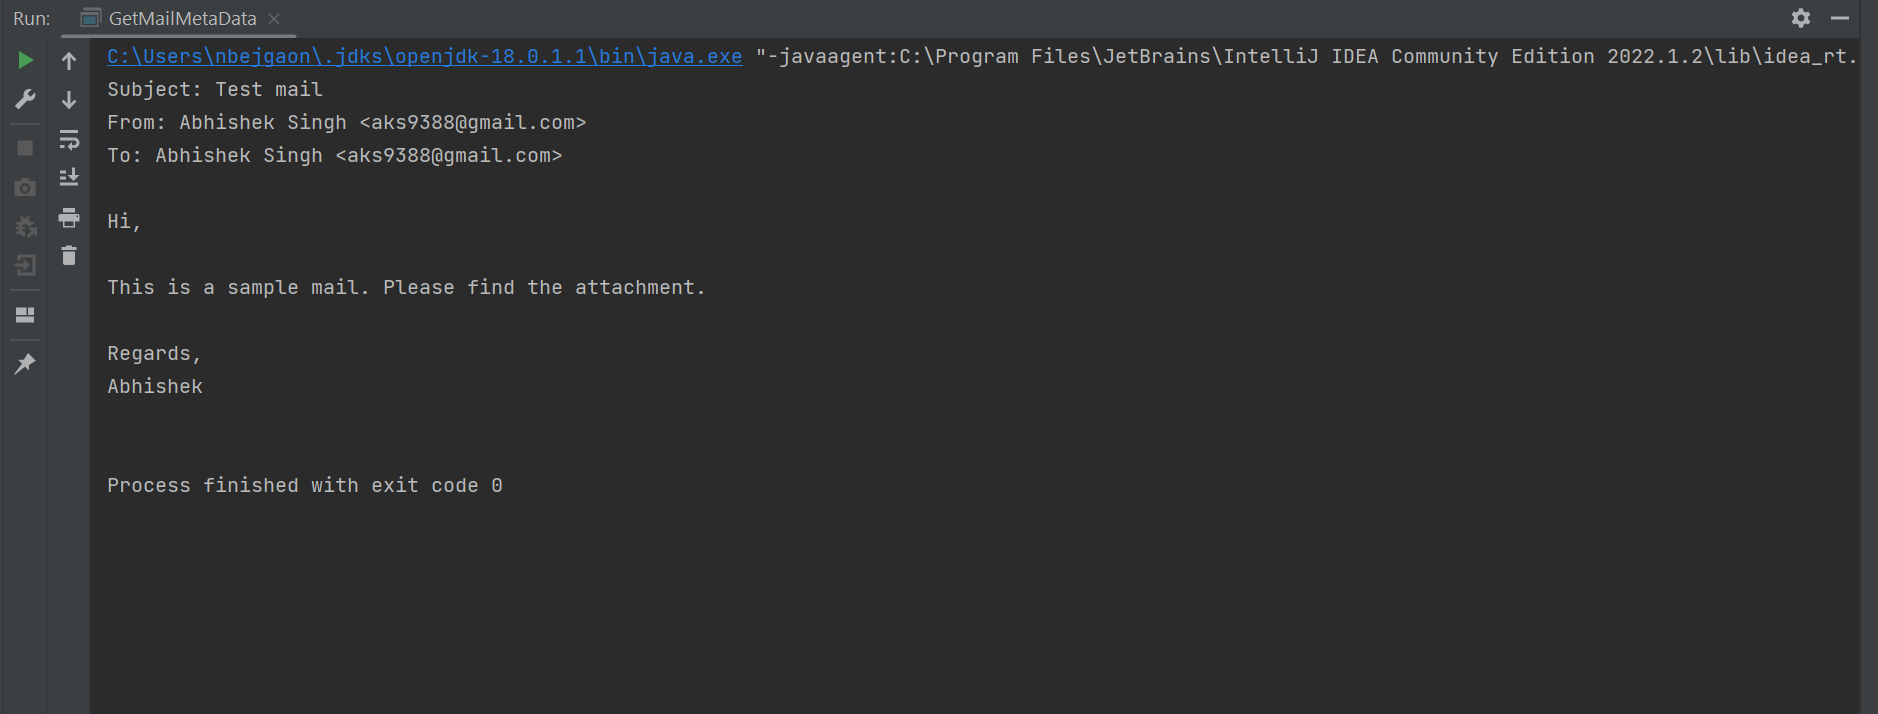 Run: GetMailMetaData
C:\Users\nbejgaon\.jdks\openjdk-18.0.1.1\bin\java.exe "-javaagent:C:\Program Files\JetBrains\IntelliJ IDEA Community Edition 2022.1.2\lib\idea_rt.
Subject: Test mail
From: Abhishek Singh <aks9388@gmail.com>
To: Abhishek Singh <aks9388@gmail.com>
Hi,
This is a sample mail. Please find the attachment.
Regards,
Abhishek
Process finished with exit code 0